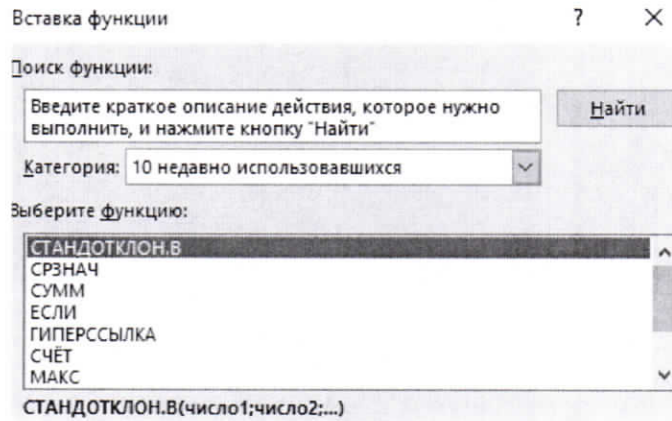 Вставка функции ? ×
Поиск функции:
Введите краткое описание действия, которое нужно
выполнить, и нажмите кнопку "Найти"
Найти
Категория: 10 недавно использовавшихся
Выберите функцию:
СТАНДОТКЛОН.В
СРЗНАЧ
СУММ
ЕСЛИ
ГИПЕРССЫЛКА
СЧЁТ
МАКС
СТАНДОТКЛОН.В(число1;число2;...)